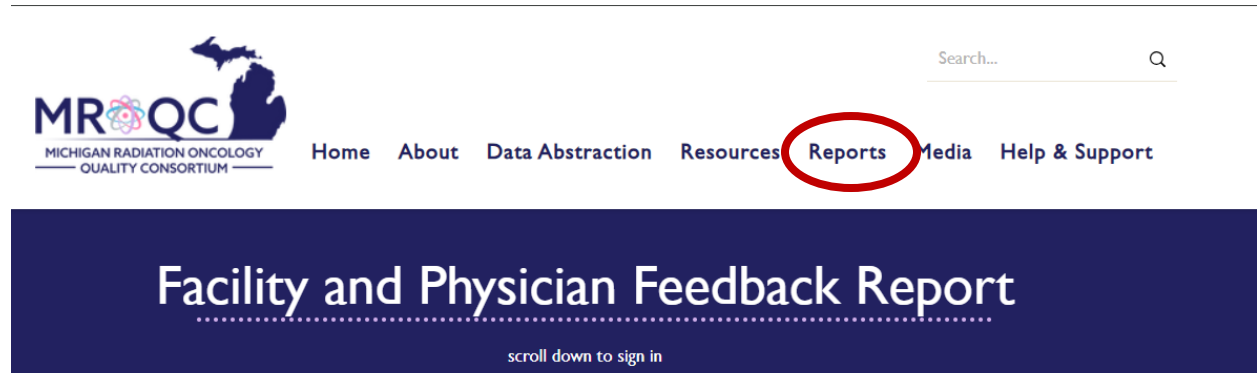 Search...
MROQC
MICHIGAN RADIATION ONCOLOGY
QUALITY CONSORTIUM
Home About Data Abstraction Resources Reports Media Help & Support
Facility and Physician Feedback Report
scroll down to sign in